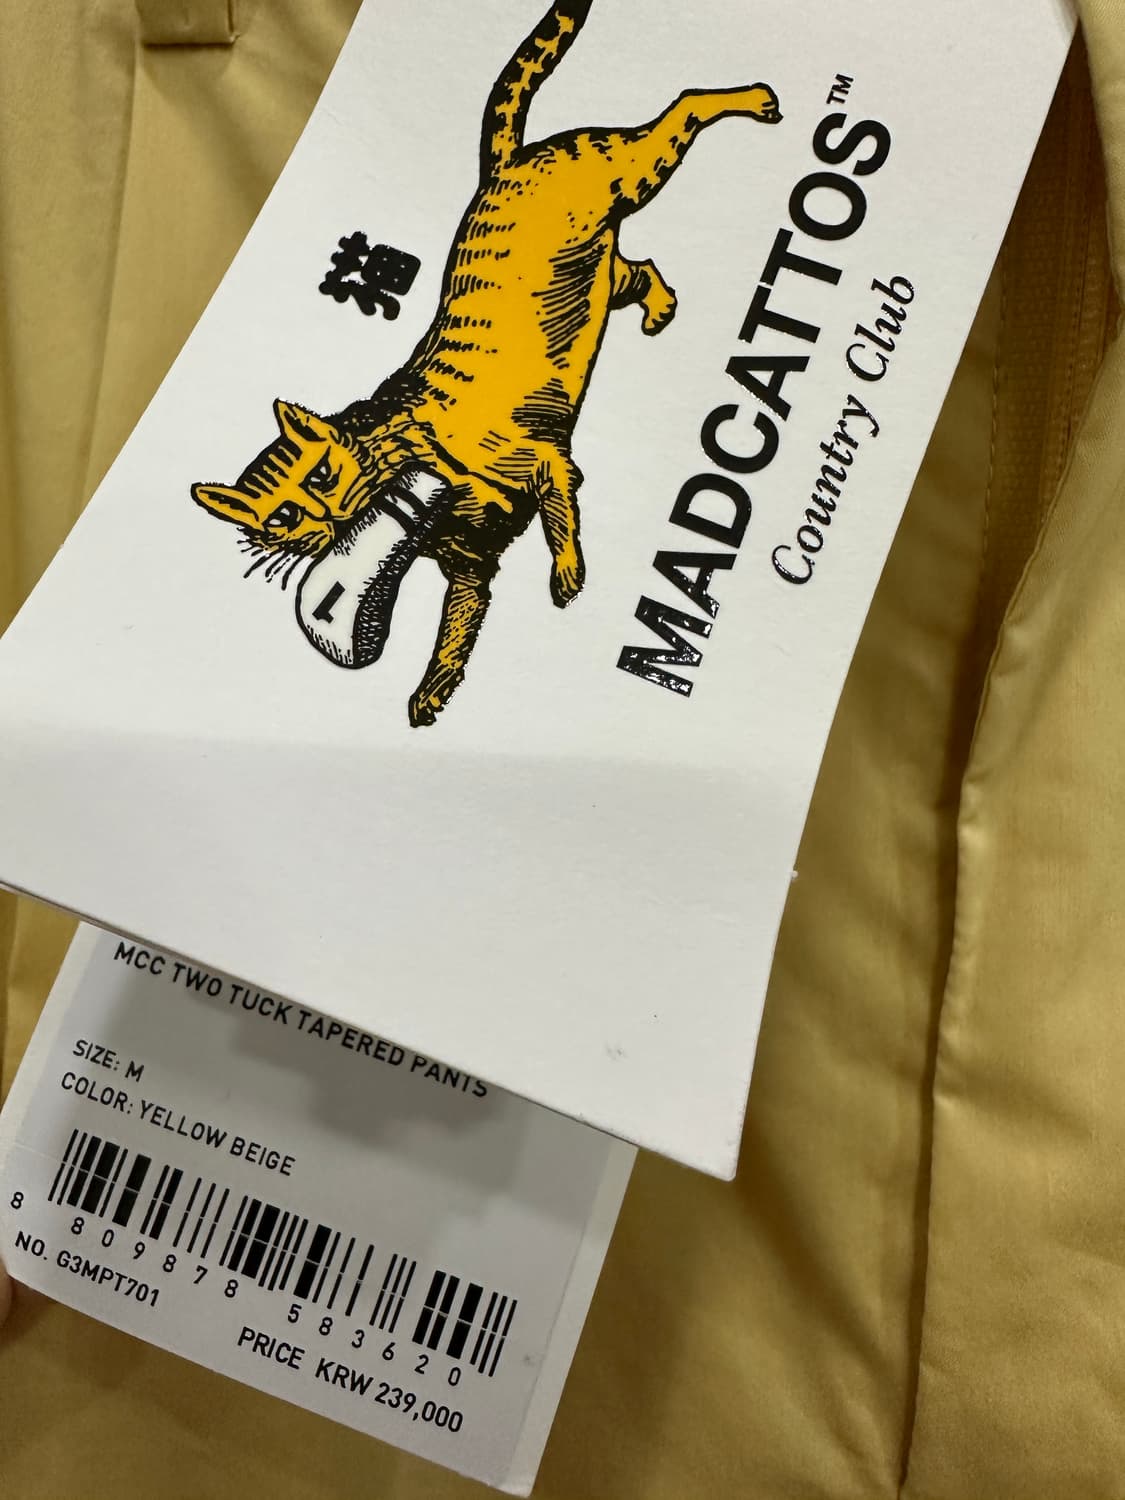 猫
MADCATTOS™
Country Club
MCC TWO TUCK TAPERED PANTS
SIZE: M
COLOR: YELLOW BEIGE
8 809878 583620
NO. G3MPT701
PRICE KRW 239,000